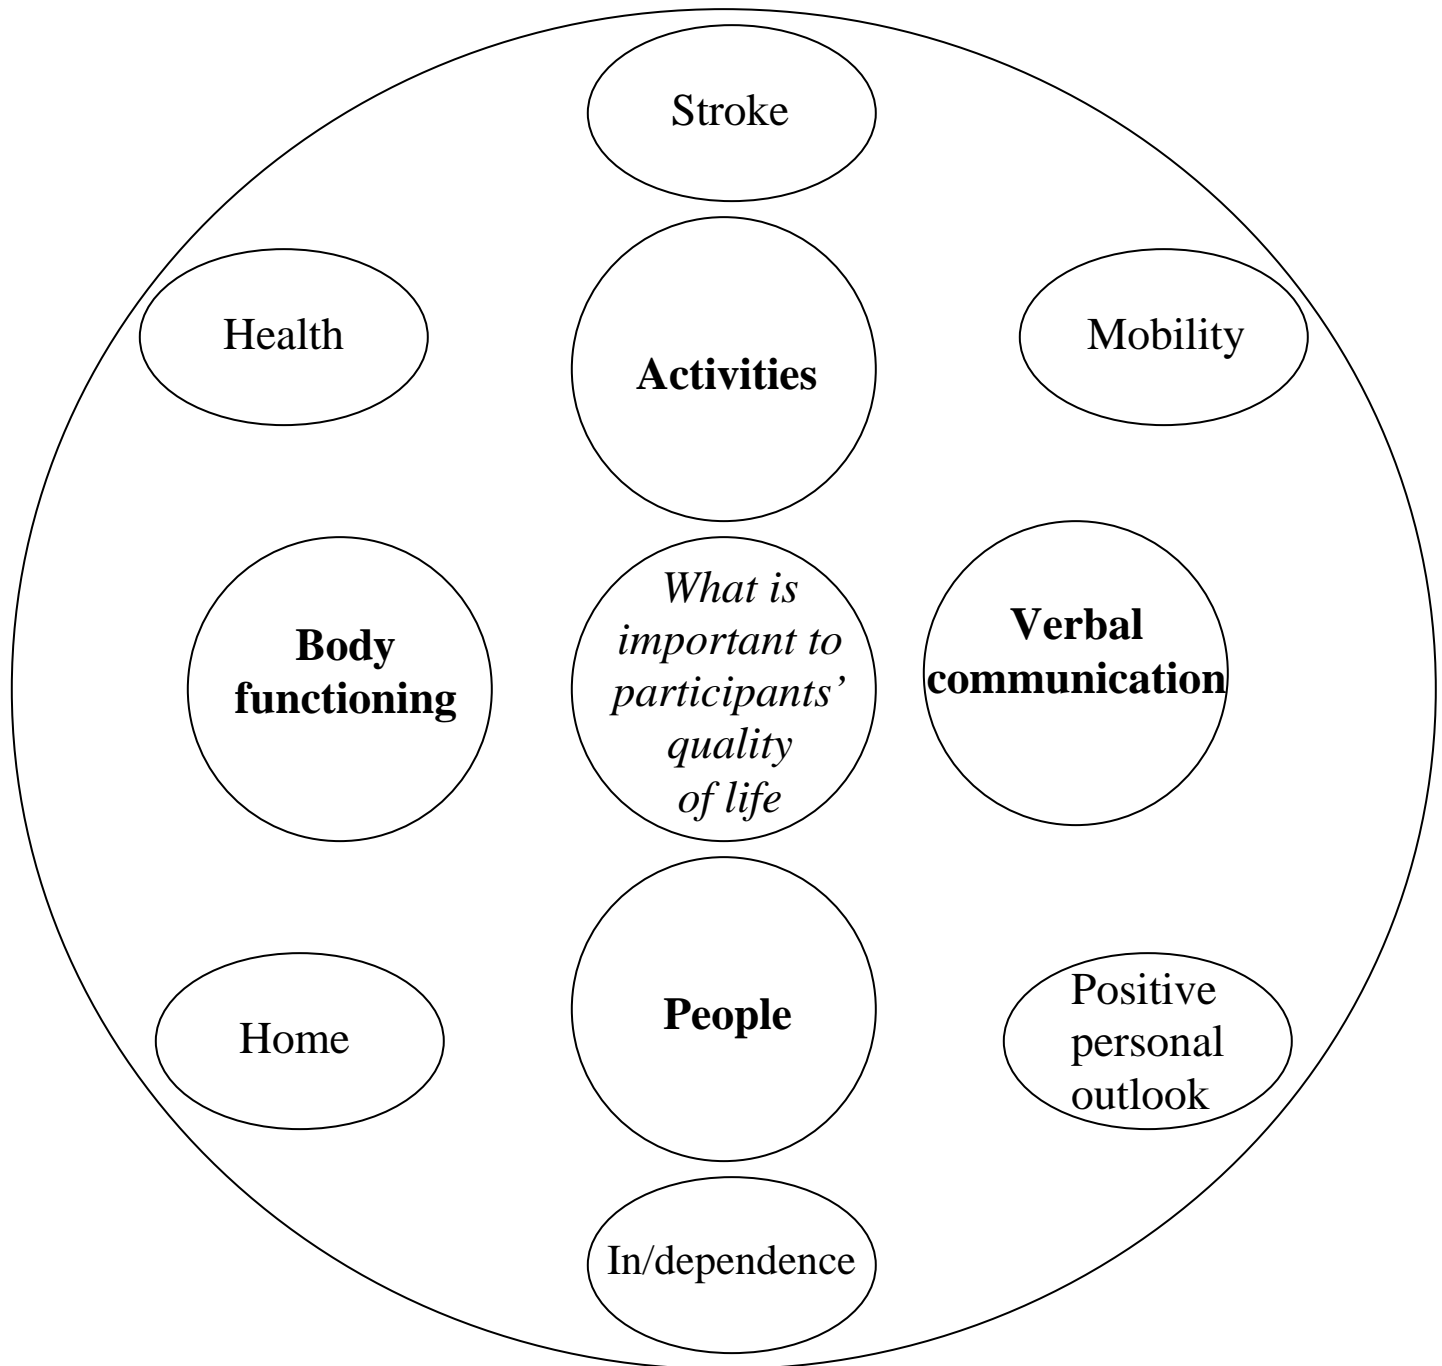 Stroke
Health
Mobility
Activities
What is
important to
participants’
quality
of life
Body
functioning
Verbal
communication
People
Home
Positive
personal
outlook
In/dependence